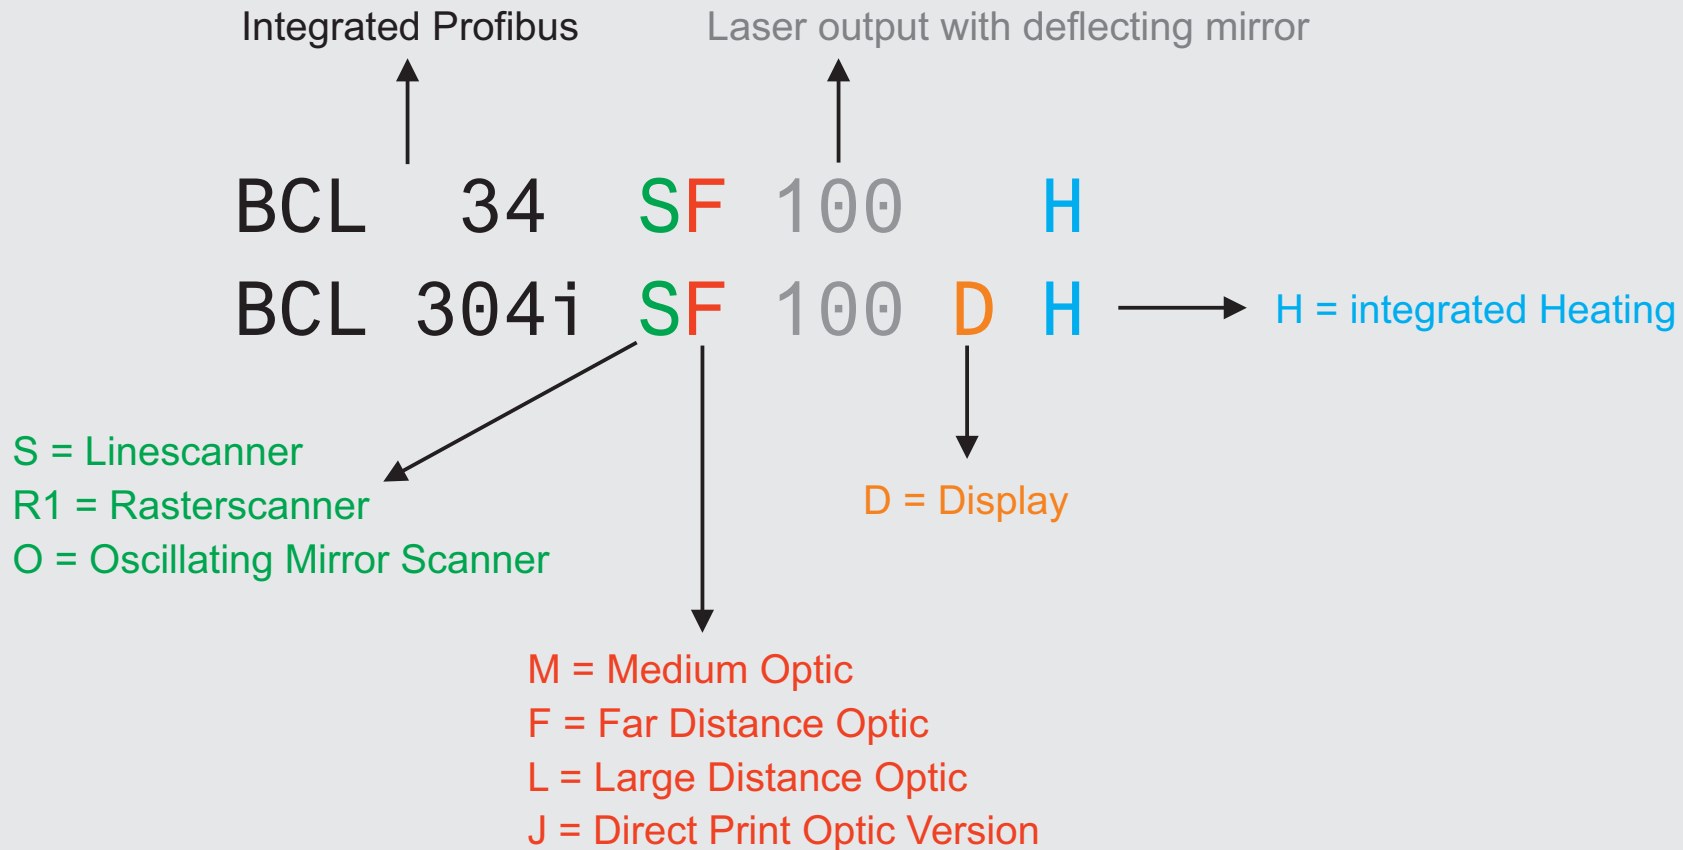 Integrated Profibus
Laser output with deflecting mirror
BCL 34 SF 100 H
BCL 304i SF 100 D H
H = integrated Heating
S = Linescanner
R1 = Rasterscanner
O = Oscillating Mirror Scanner
D = Display
M = Medium Optic
F = Far Distance Optic
L = Large Distance Optic
J = Direct Print Optic Version